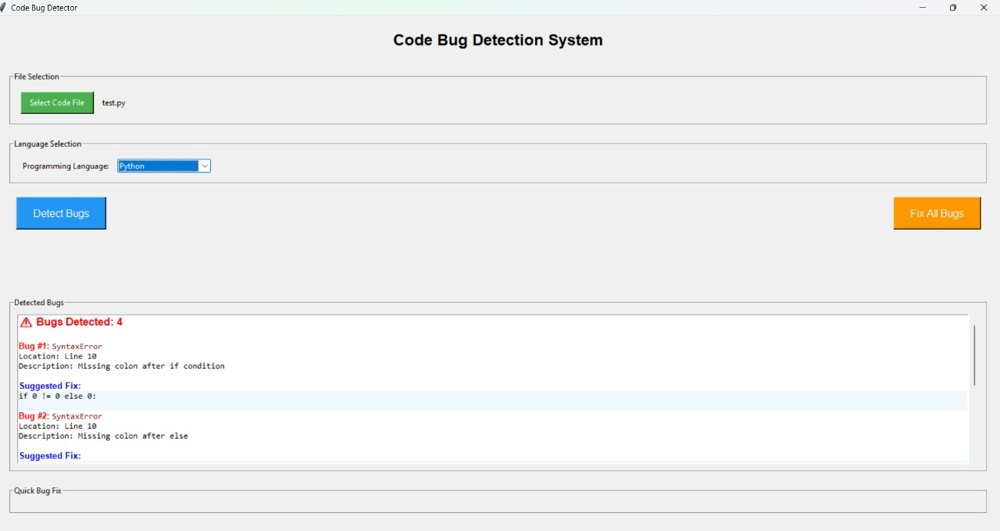 Code Bug Detector
Code Bug Detection System
File Selection
Select Code File test.py
Language Selection
Programming Language: Python
Detect Bugs Fix All Bugs
Detected Bugs
⚠ Bugs Detected: 4
Bug #1: SyntaxError
Location: Line 10
Description: Missing colon after if condition
Suggested Fix:
if 0 != 0 else 0:
Bug #2: SyntaxError
Location: Line 10
Description: Missing colon after else
Suggested Fix:
Quick Bug Fix